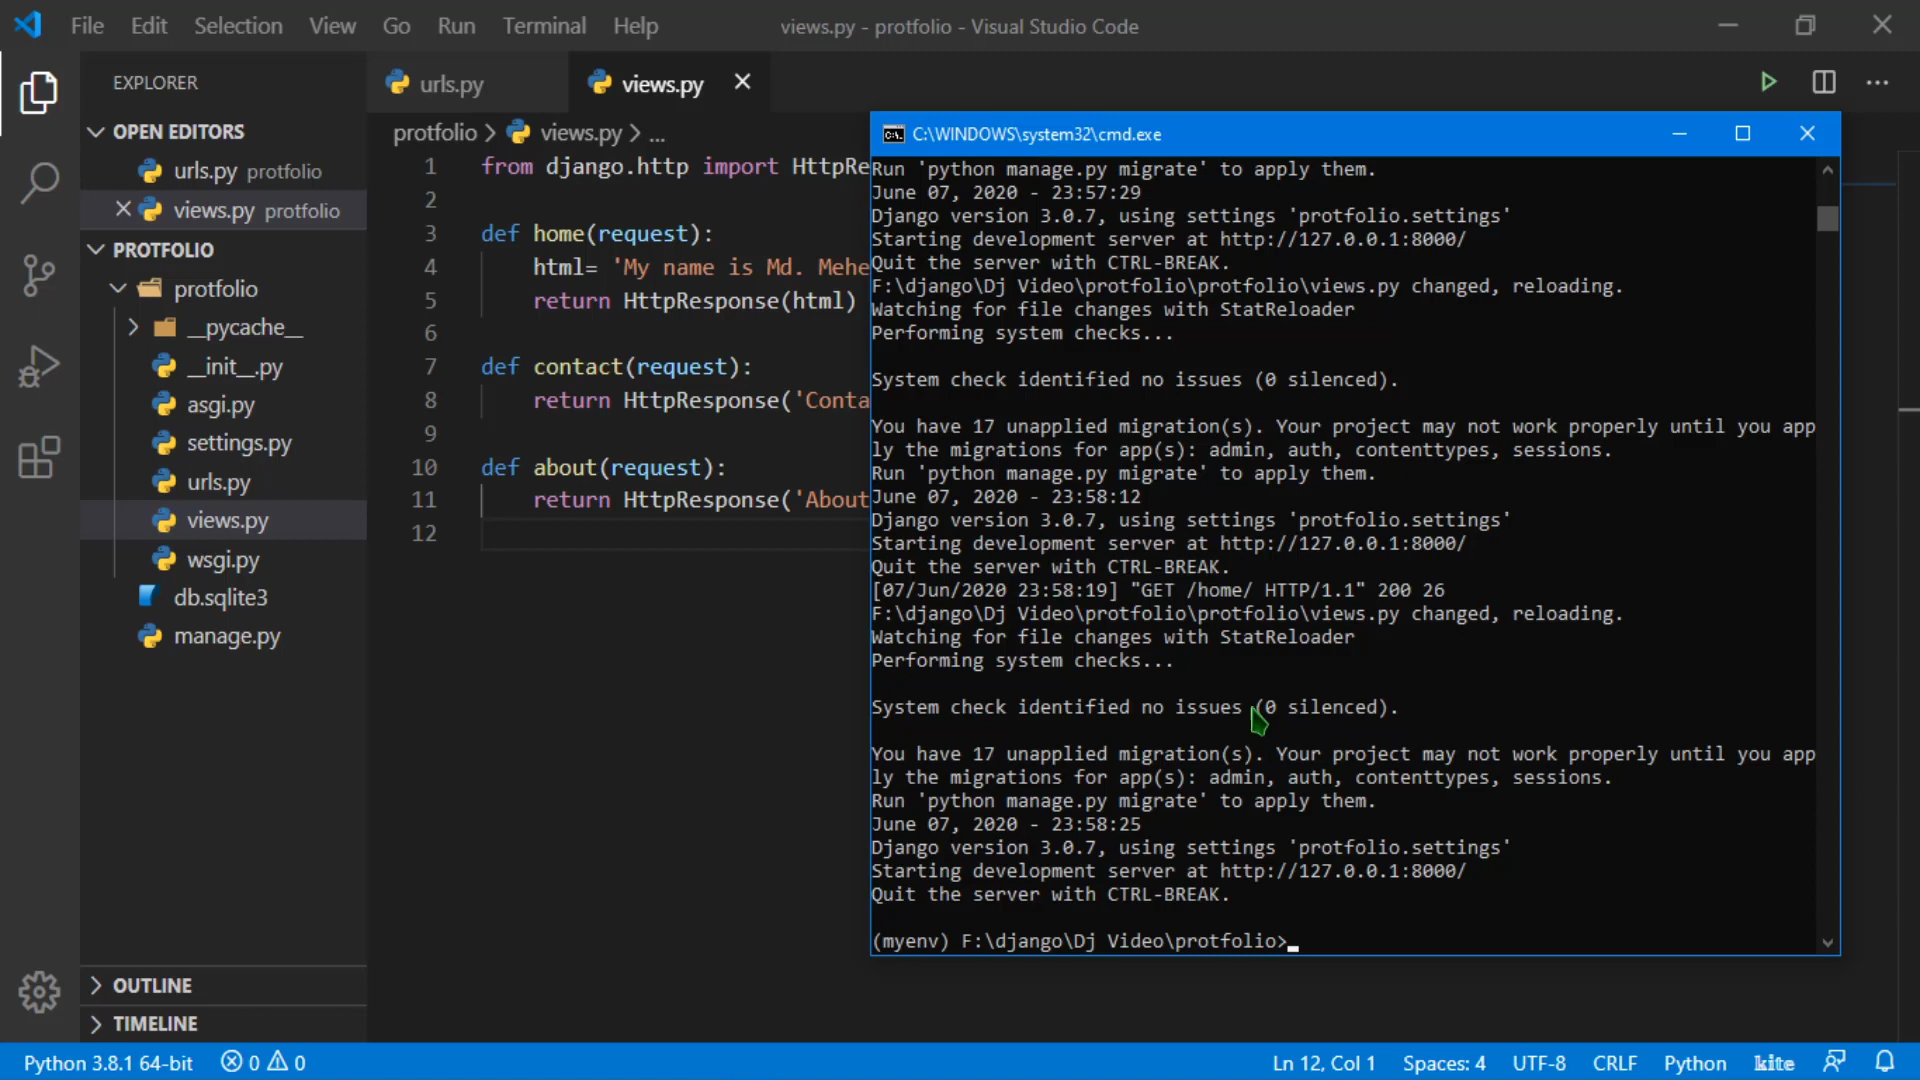 File Edit Selection View Go Run Terminal Help
views.py - protfolio - Visual Studio Code
EXPLORER
OPEN EDITORS
urls.py protfolio
views.py protfolio
PROTFOLIO
protfolio
__pycache__
__init__.py
asgi.py
settings.py
urls.py
views.py
wsgi.py
db.sqlite3
manage.py
OUTLINE
TIMELINE
urls.py
views.py
protfolio > views.py > ...
1 from django.http import HttpRe
2
3 def home(request):
4 html= 'My name is Md. Mehe
5 return HttpResponse(html)
6
7 def contact(request):
8 return HttpResponse('Conta
9
10 def about(request):
11 return HttpResponse('About
12
C:\WINDOWS\system32\cmd.exe
Run 'python manage.py migrate' to apply them.
June 07, 2020 - 23:57:29
Django version 3.0.7, using settings 'protfolio.settings'
Starting development server at http://127.0.0.1:8000/
Quit the server with CTRL-BREAK.
F:\django\Dj Video\protfolio\protfolio\views.py changed, reloading.
Watching for file changes with StatReloader
Performing system checks...
System check identified no issues (0 silenced).
You have 17 unapplied migration(s). Your project may not work properly until you app
ly the migrations for app(s): admin, auth, contenttypes, sessions.
Run 'python manage.py migrate' to apply them.
June 07, 2020 - 23:58:12
Django version 3.0.7, using settings 'protfolio.settings'
Starting development server at http://127.0.0.1:8000/
Quit the server with CTRL-BREAK.
[07/Jun/2020 23:58:19] "GET /home/ HTTP/1.1" 200 26
F:\django\Dj Video\protfolio\protfolio\views.py changed, reloading.
Watching for file changes with StatReloader
Performing system checks...
System check identified no issues (0 silenced).
You have 17 unapplied migration(s). Your project may not work properly until you app
ly the migrations for app(s): admin, auth, contenttypes, sessions.
Run 'python manage.py migrate' to apply them.
June 07, 2020 - 23:58:25
Django version 3.0.7, using settings 'protfolio.settings'
Starting development server at http://127.0.0.1:8000/
Quit the server with CTRL-BREAK.
(myenv) F:\django\Dj Video\protfolio>
Python 3.8.1 64-bit 0 0 Ln 12, Col 1 Spaces: 4 UTF-8 CRLF Python kite